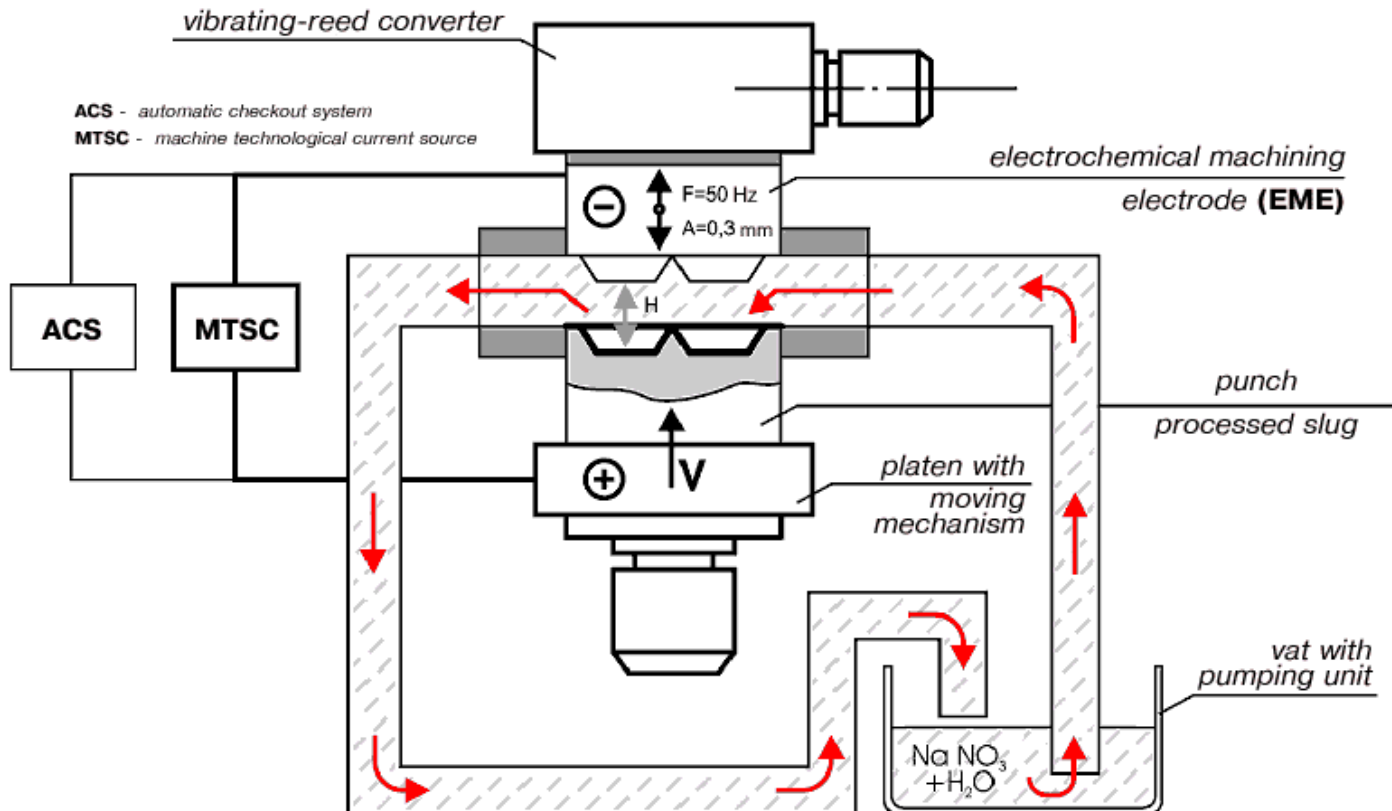 vibrating-reed converter
ACS - automatic checkout system
MTSC - machine technological current source
electrochemical machining
electrode (EME)
F=50 Hz
A=0,3 mm
H
ACS
MTSC
punch
processed slug
V
platen with
moving
mechanism
vat with
pumping unit
Na NO₃
+H₂O